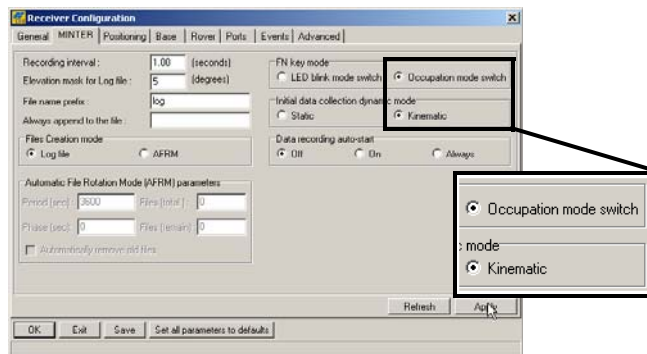 Receiver Configuration
General MINTER Positioning Base Rover Ports Events Advanced
Recording interval : 1.00 (seconds)
Elevation mask for Log file : 5 (degrees)
File name prefix : log
Always append to the file :
Files Creation mode
Log file AFRM
Automatic File Rotation Mode (AFRM) parameters
Period (sec) : 3600 Files (total) : 0
Phase (sec): 0 Files (remain): 0
Automatically remove old files
FN key mode
LED blink mode switch Occupation mode switch
Initial data collection dynamic mode
Static Kinematic
Data recording auto-start
Off On Always
Occupation mode switch
c mode
Kinematic
Refresh Apply
OK Exit Save Set all parameters to defaults